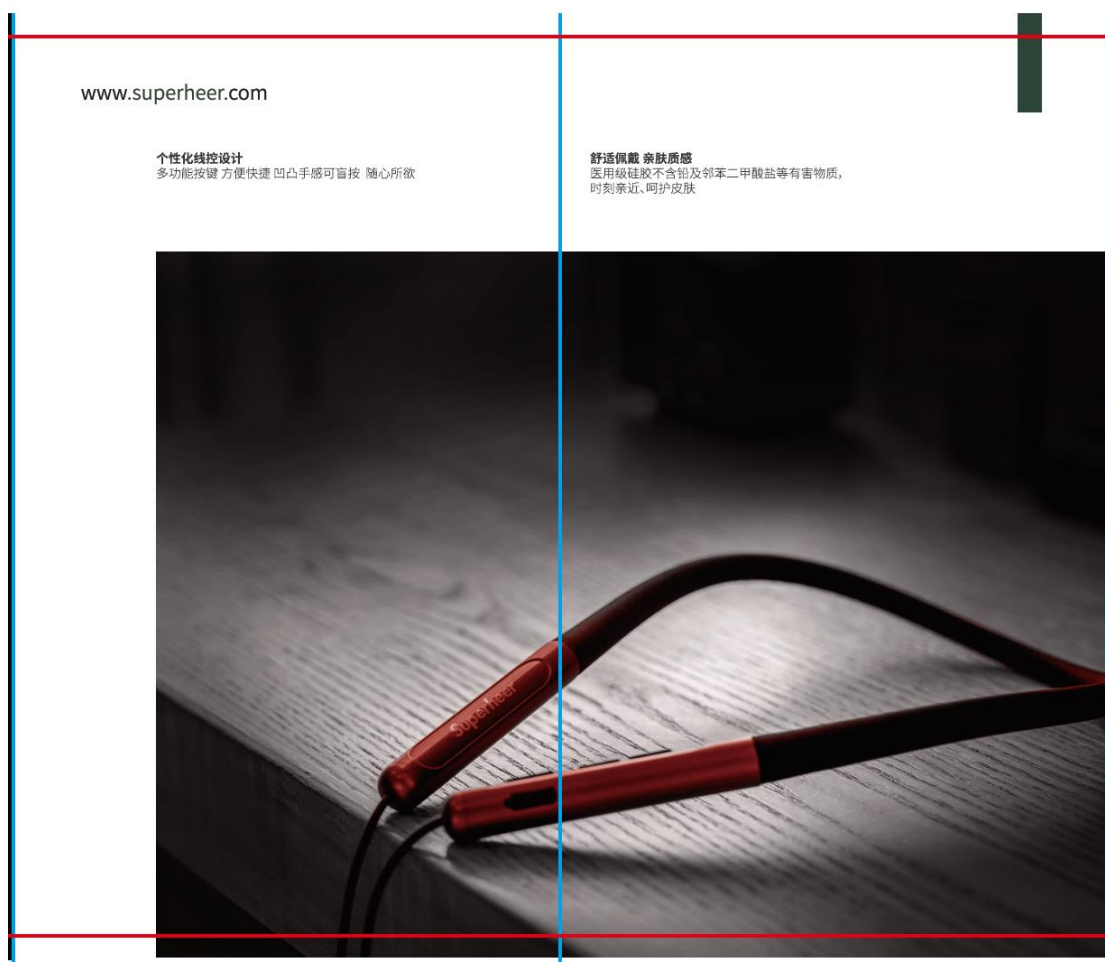 www.superheer.com
个性化线控设计
多功能按键 方便快捷 凹凸手感可盲按 随心所欲
舒适佩戴 亲肤质感
医用级硅胶不含铅及邻苯二甲酸盐等有害物质，
时刻亲近、呵护皮肤
Superheer